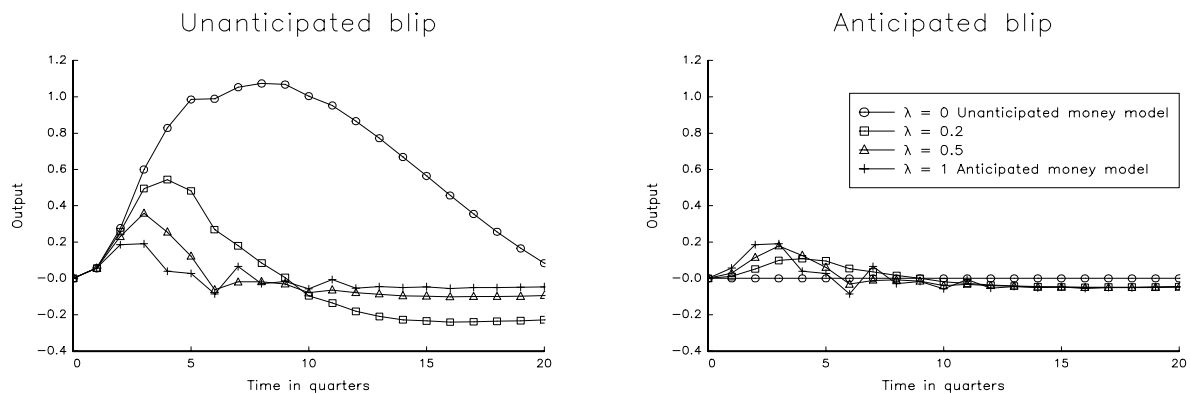 Unanticipated blip
Output
1.2
1.0
0.8
0.6
0.4
0.2
−0.0
−0.2
−0.4
0 5 10 15 20
Time in quarters
Anticipated blip
Output
1.2
1.0
0.8
0.6
0.4
0.2
−0.0
−0.2
−0.4
λ = 0 Unanticipated money model
λ = 0.2
λ = 0.5
λ = 1 Anticipated money model
0 5 10 15 20
Time in quarters